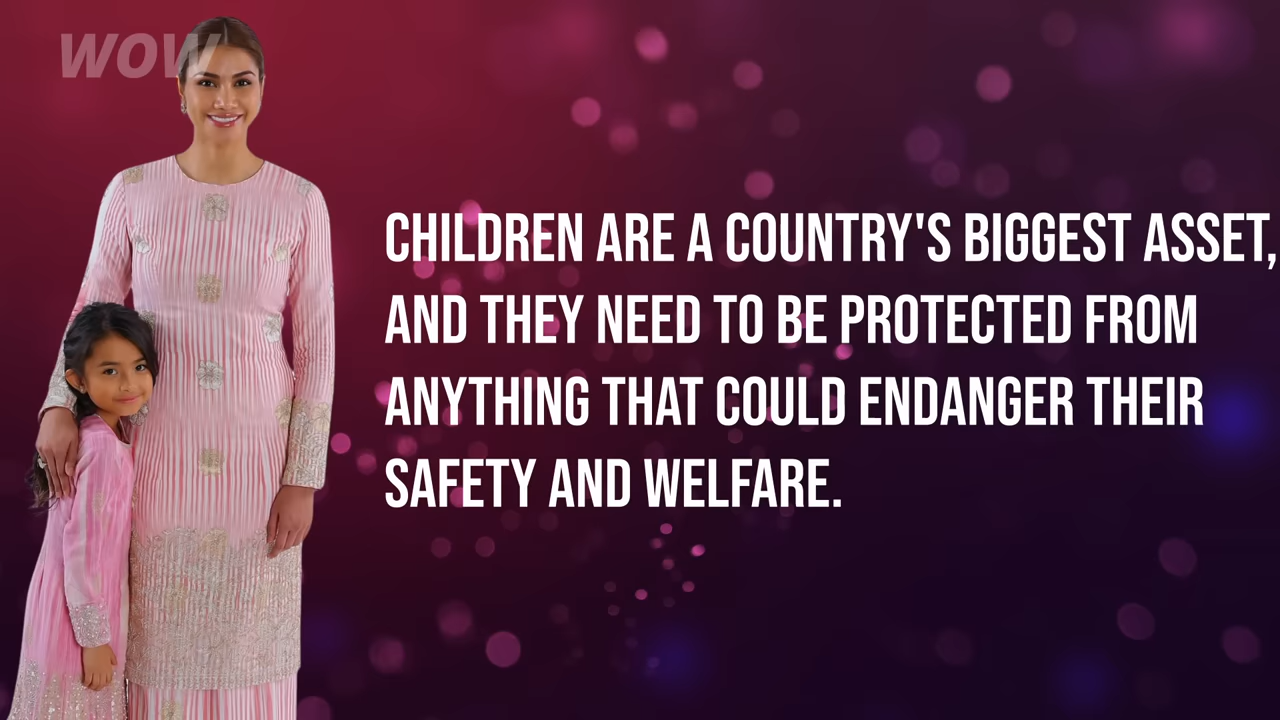 WOW
CHILDREN ARE A COUNTRY'S BIGGEST ASSET,
AND THEY NEED TO BE PROTECTED FROM
ANYTHING THAT COULD ENDANGER THEIR
SAFETY AND WELFARE.